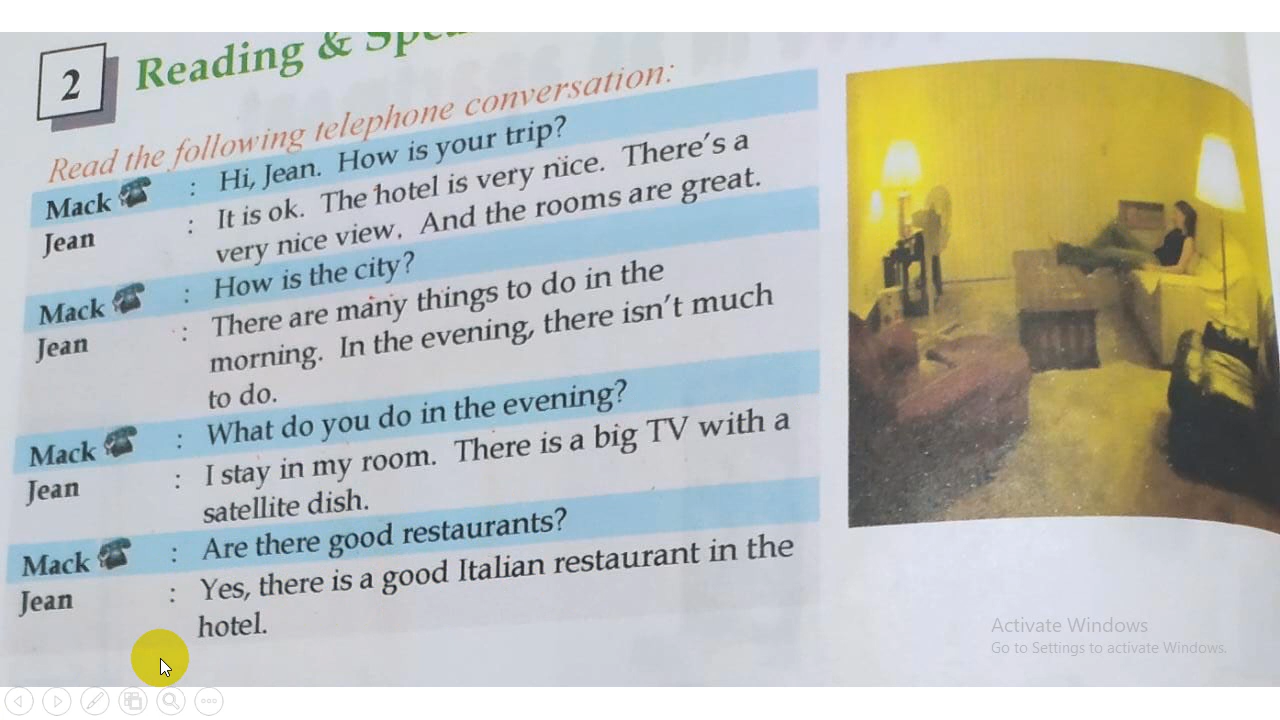 2 Reading &
Read the following telephone conversation:
Mack : Hi, Jean. How is your trip?
Jean : It is ok. The hotel is very nice. There's a
very nice view. And the rooms are great.
Mack : How is the city?
Jean : There are many things to do in the
morning. In the evening, there isn't much
to do.
Mack : What do you do in the evening?
Jean : I stay in my room. There is a big TV with a
satellite dish.
Mack : Are there good restaurants?
Jean : Yes, there is a good Italian restaurant in the
hotel.
Activate Windows
Go to Settings to activate Windows.